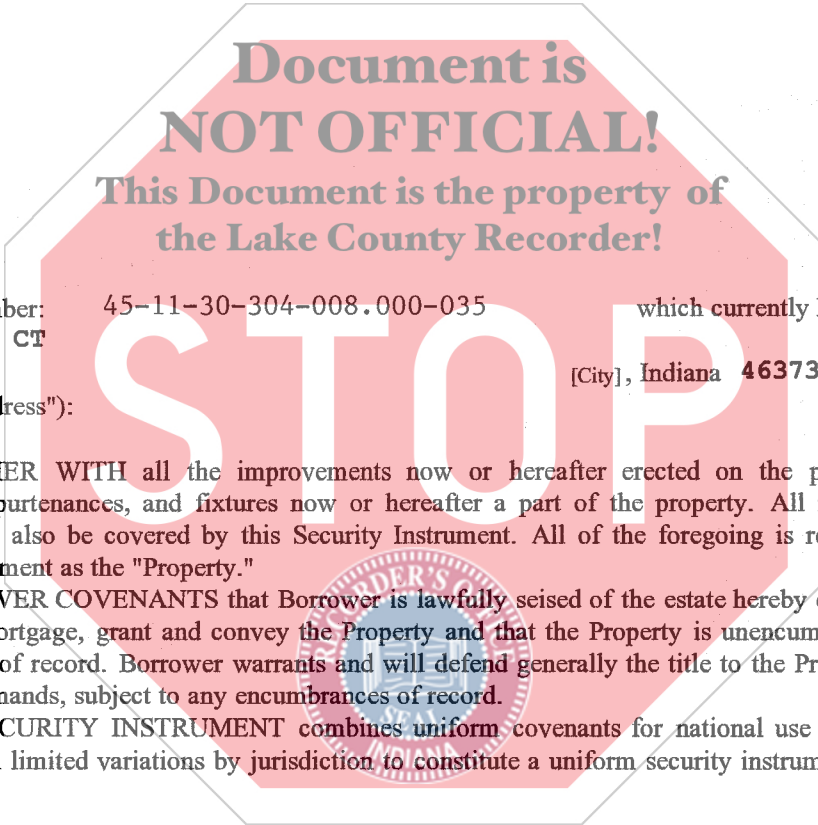 Document is
NOT OFFICIAL!
This Document is the property of
the Lake County Recorder!
ber: 45-11-30-304-008.000-035 which currently
CT
[City], Indiana 46373
ress"):
STOP
ER WITH all the improvements now or hereafter erected on the p
purtenances, and fixtures now or hereafter a part of the property. All
also be covered by this Security Instrument. All of the foregoing is re
ment as the "Property."
VER COVENANTS that Borrower is lawfully seised of the estate hereby
ortgage, grant and convey the Property and that the Property is unencum
of record. Borrower warrants and will defend generally the title to the Pr
nands, subject to any encumbrances of record.
CURITY INSTRUMENT combines uniform covenants for national use
limited variations by jurisdiction to constitute a uniform security instrum
RECORDER'S OFFICE
SEAL
INDIANA